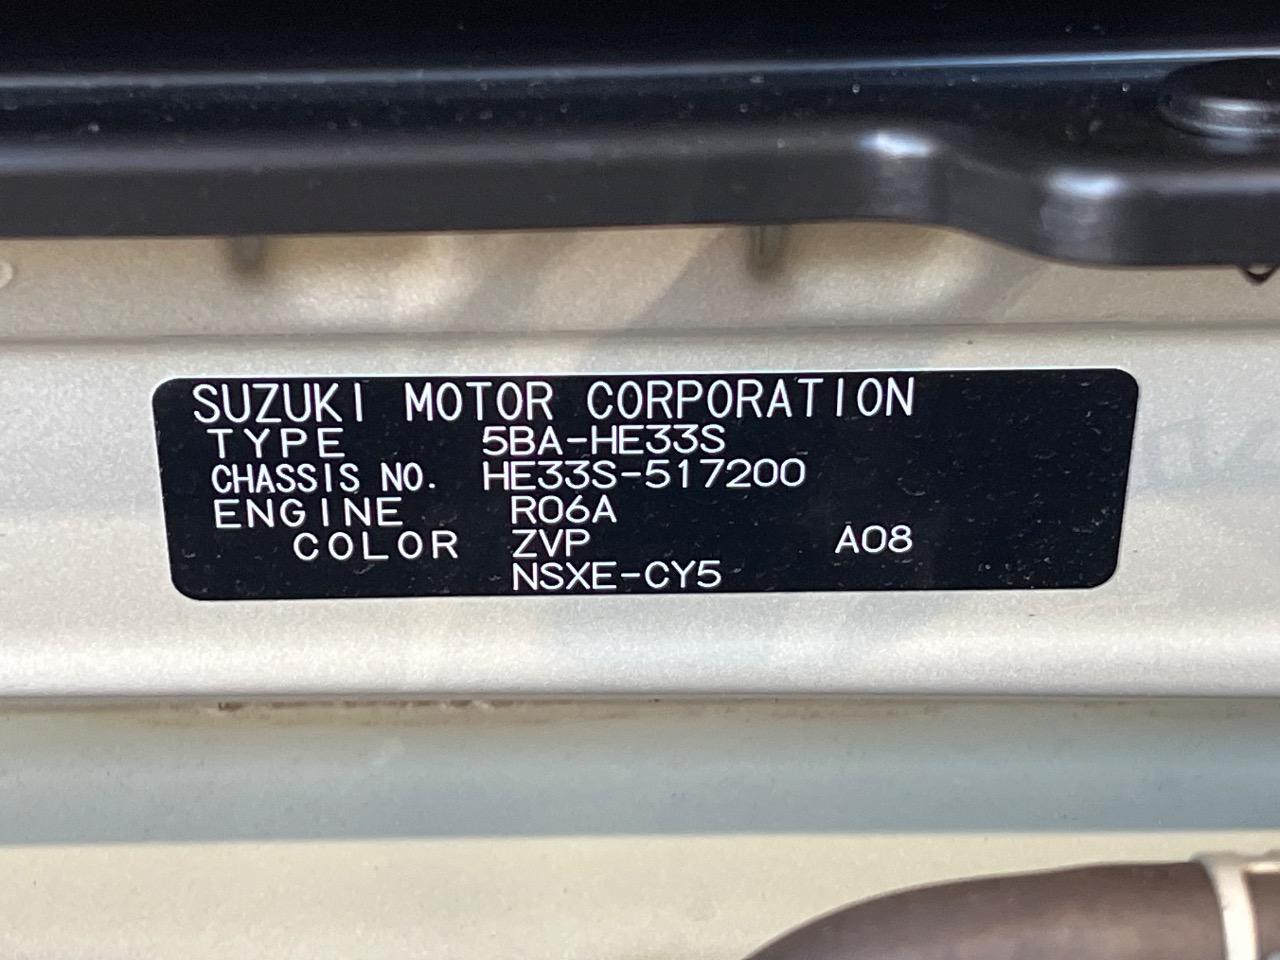 SUZUKI MOTOR CORPORATION
TYPE 5BA-HE33S
CHASSIS NO. HE33S-517200
ENGINE R06A
COLOR ZVP A08
NSXE-CY5